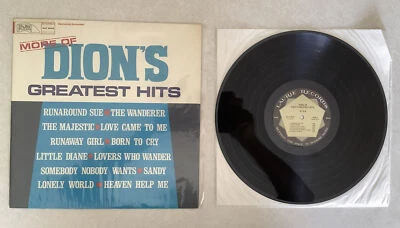 MORE OF
DION'S
GREATEST HITS
RUNAROUND SUE THE WANDERER
THE MAJESTIC LOVE CAME TO ME
RUNAWAY GIRL BORN TO CRY
LITTLE DIANE LOVERS WHO WANDER
SOMEBODY NOBODY WANTS SANDY
LONELY WORLD HEAVEN HELP ME
LAURIE RECORDS